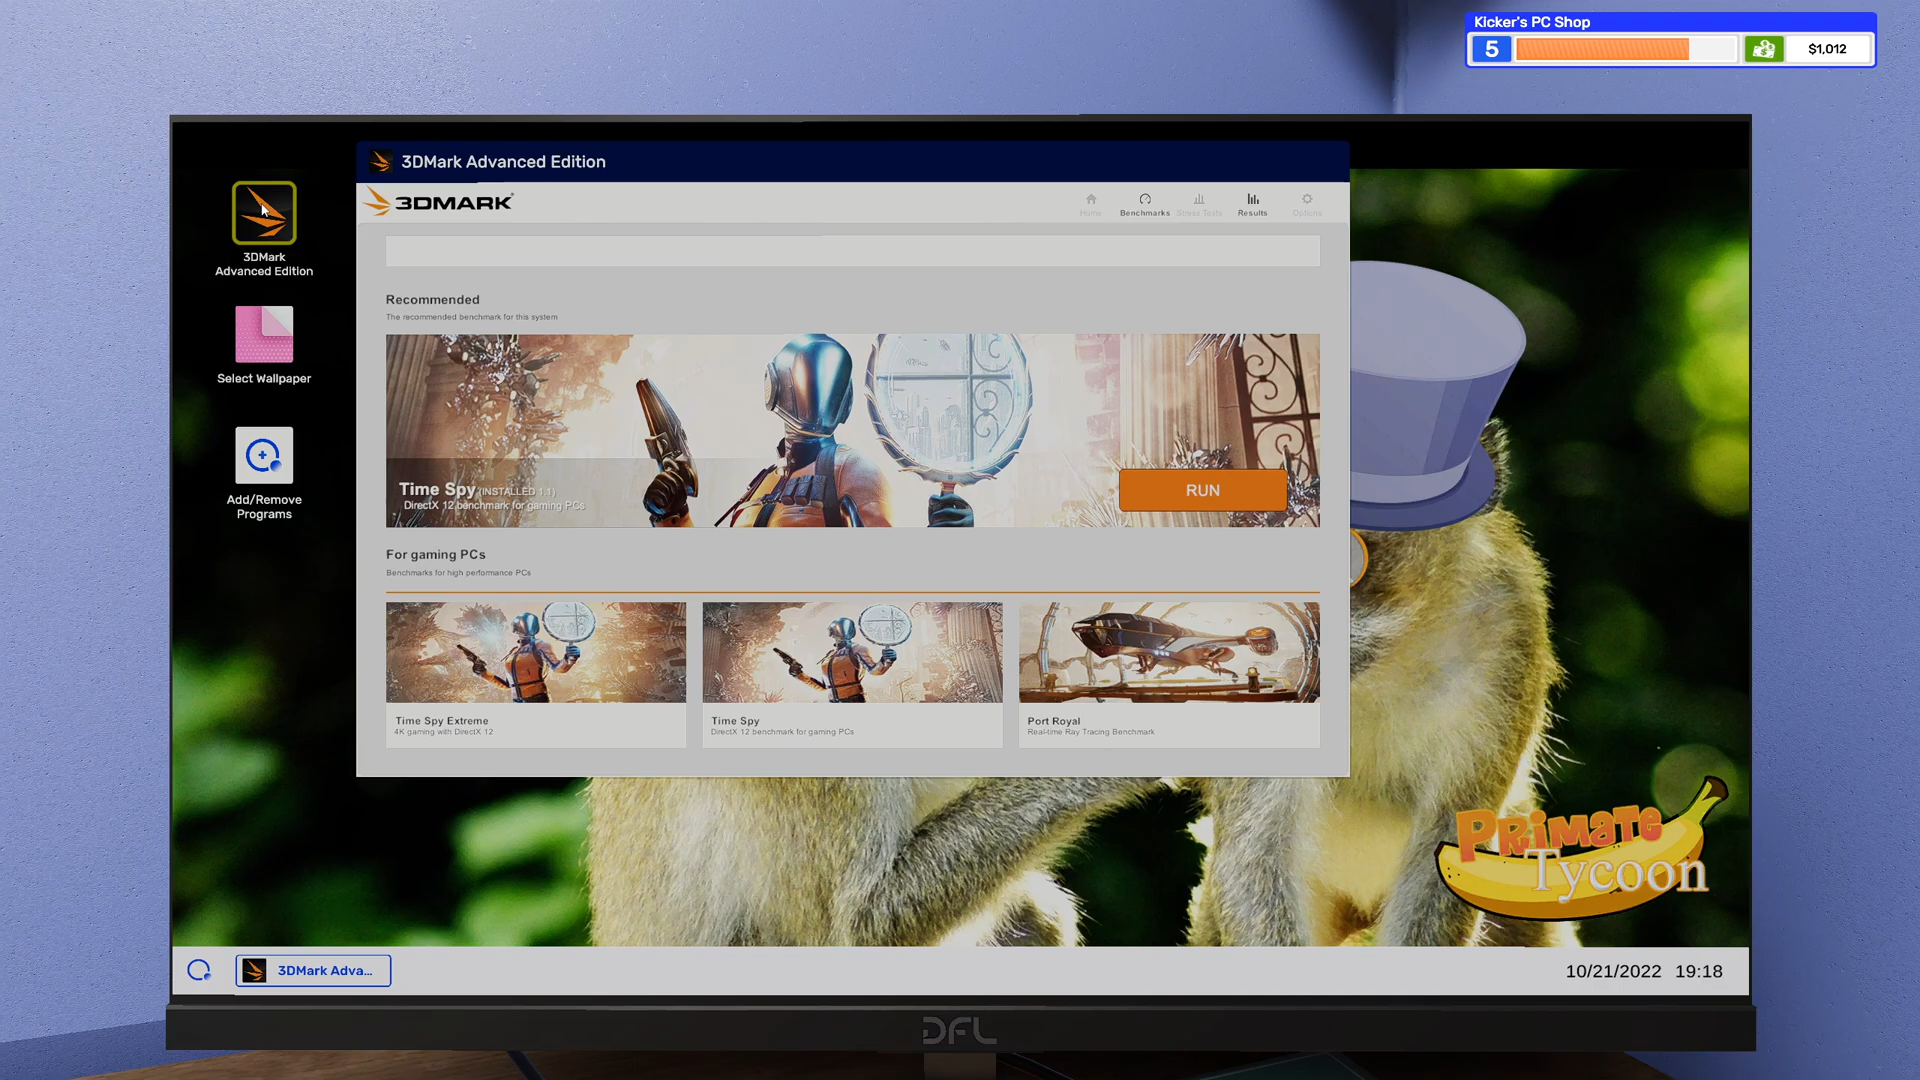 Kicker's PC Shop
5
$1,012
3DMark Advanced Edition
3DMARK
Home
Benchmarks
Stress Tests
Results
Options
3DMark
Advanced Edition
Select Wallpaper
Add/Remove
Programs
Recommended
The recommended benchmark for this system
Time Spy (INSTALLED 1.1)
DirectX 12 benchmark for gaming PCs
RUN
For gaming PCs
Benchmarks for high performance PCs
Time Spy Extreme
4K gaming with DirectX 12
Time Spy
DirectX 12 benchmark for gaming PCs
Port Royal
Real-time Ray Tracing Benchmark
PRiMATE
Tycoon
3DMark Adva...
10/21/2022 19:18
DFL